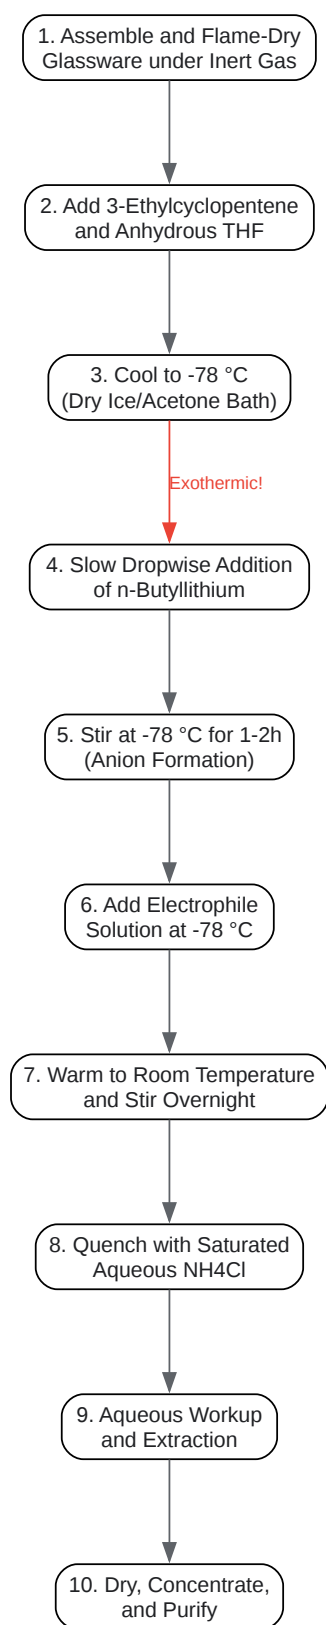 1. Assemble and Flame-Dry
Glassware under Inert Gas
2. Add 3-Ethylcyclopentene
and Anhydrous THF
3. Cool to -78 °C
(Dry Ice/Acetone Bath)
Exothermic!
4. Slow Dropwise Addition
of n-Butyllithium
5. Stir at -78 °C for 1-2h
(Anion Formation)
6. Add Electrophile
Solution at -78 °C
7. Warm to Room Temperature
and Stir Overnight
8. Quench with Saturated
Aqueous NH4Cl
9. Aqueous Workup
and Extraction
10. Dry, Concentrate,
and Purify